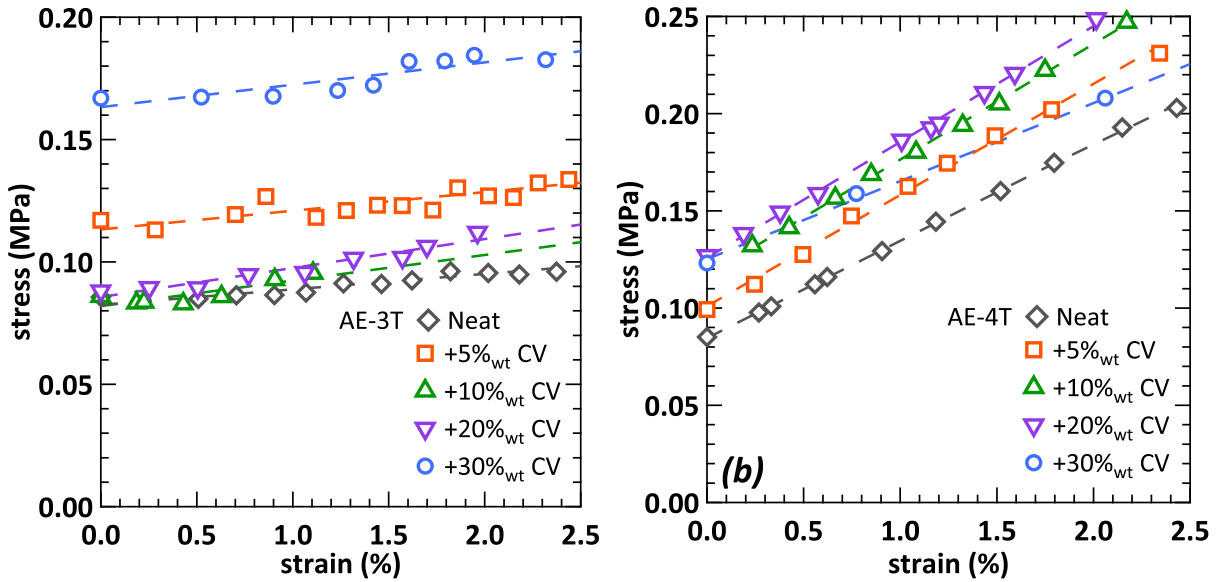 stress (MPa)
0.20
0.15
0.10
0.05
0.00
AE-3T Neat
+5%wt CV
+10%wt CV
+20%wt CV
+30%wt CV
0.0 0.5 1.0 1.5 2.0 2.5
strain (%)
stress (MPa)
0.25
0.20
0.15
0.10
0.05
0.00
AE-4T Neat
+5%wt CV
+10%wt CV
+20%wt CV
+30%wt CV
(b)
0.0 0.5 1.0 1.5 2.0 2.5
strain (%)